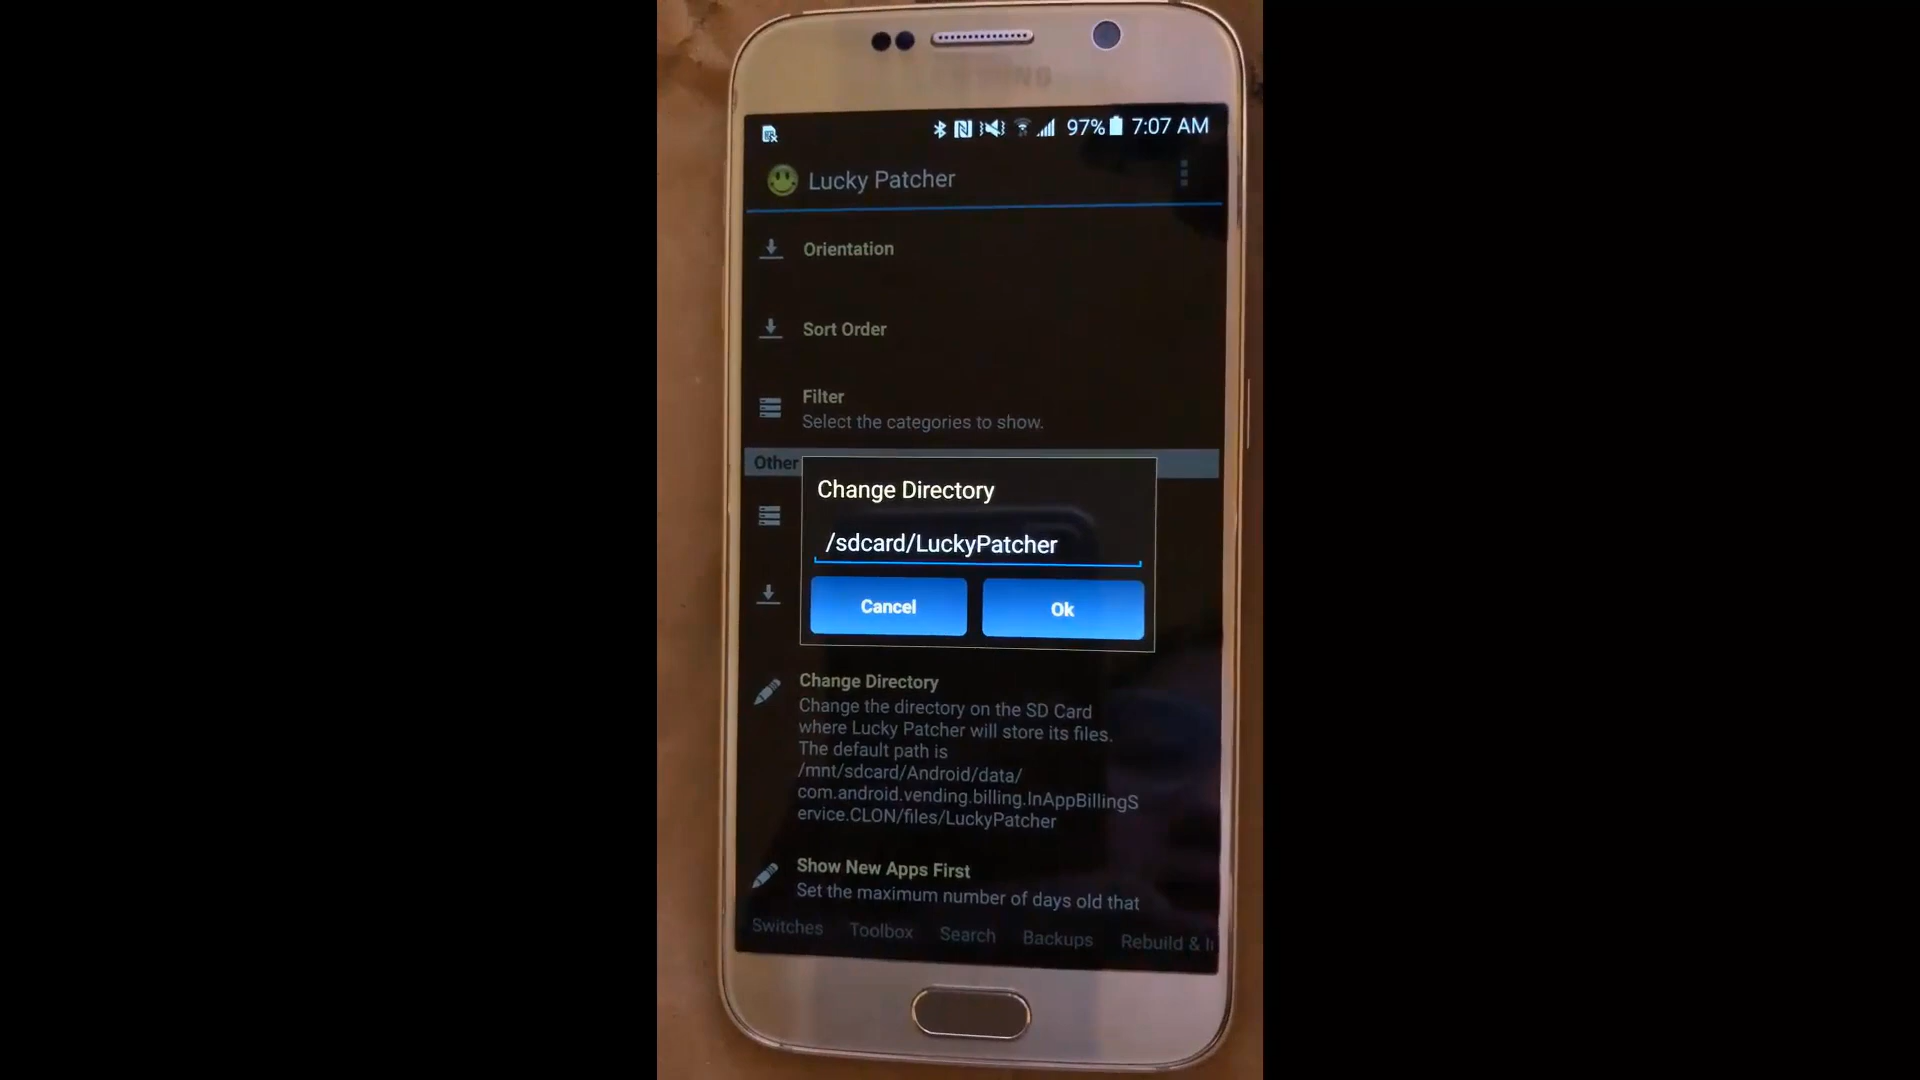 97% 7:07 AM
Lucky Patcher
Orientation
Sort Order
Filter
Select the categories to show.
Other
Change Directory
/sdcard/LuckyPatcher
Cancel Ok
Change Directory
Change the directory on the SD Card
where Lucky Patcher will store its files.
The default path is
/mnt/sdcard/Android/data/
com.android.vending.billing.InAppBillingS
ervice.CLON/files/LuckyPatcher
Show New Apps First
Set the maximum number of days old that
Switches Toolbox Search Backups Rebuild &